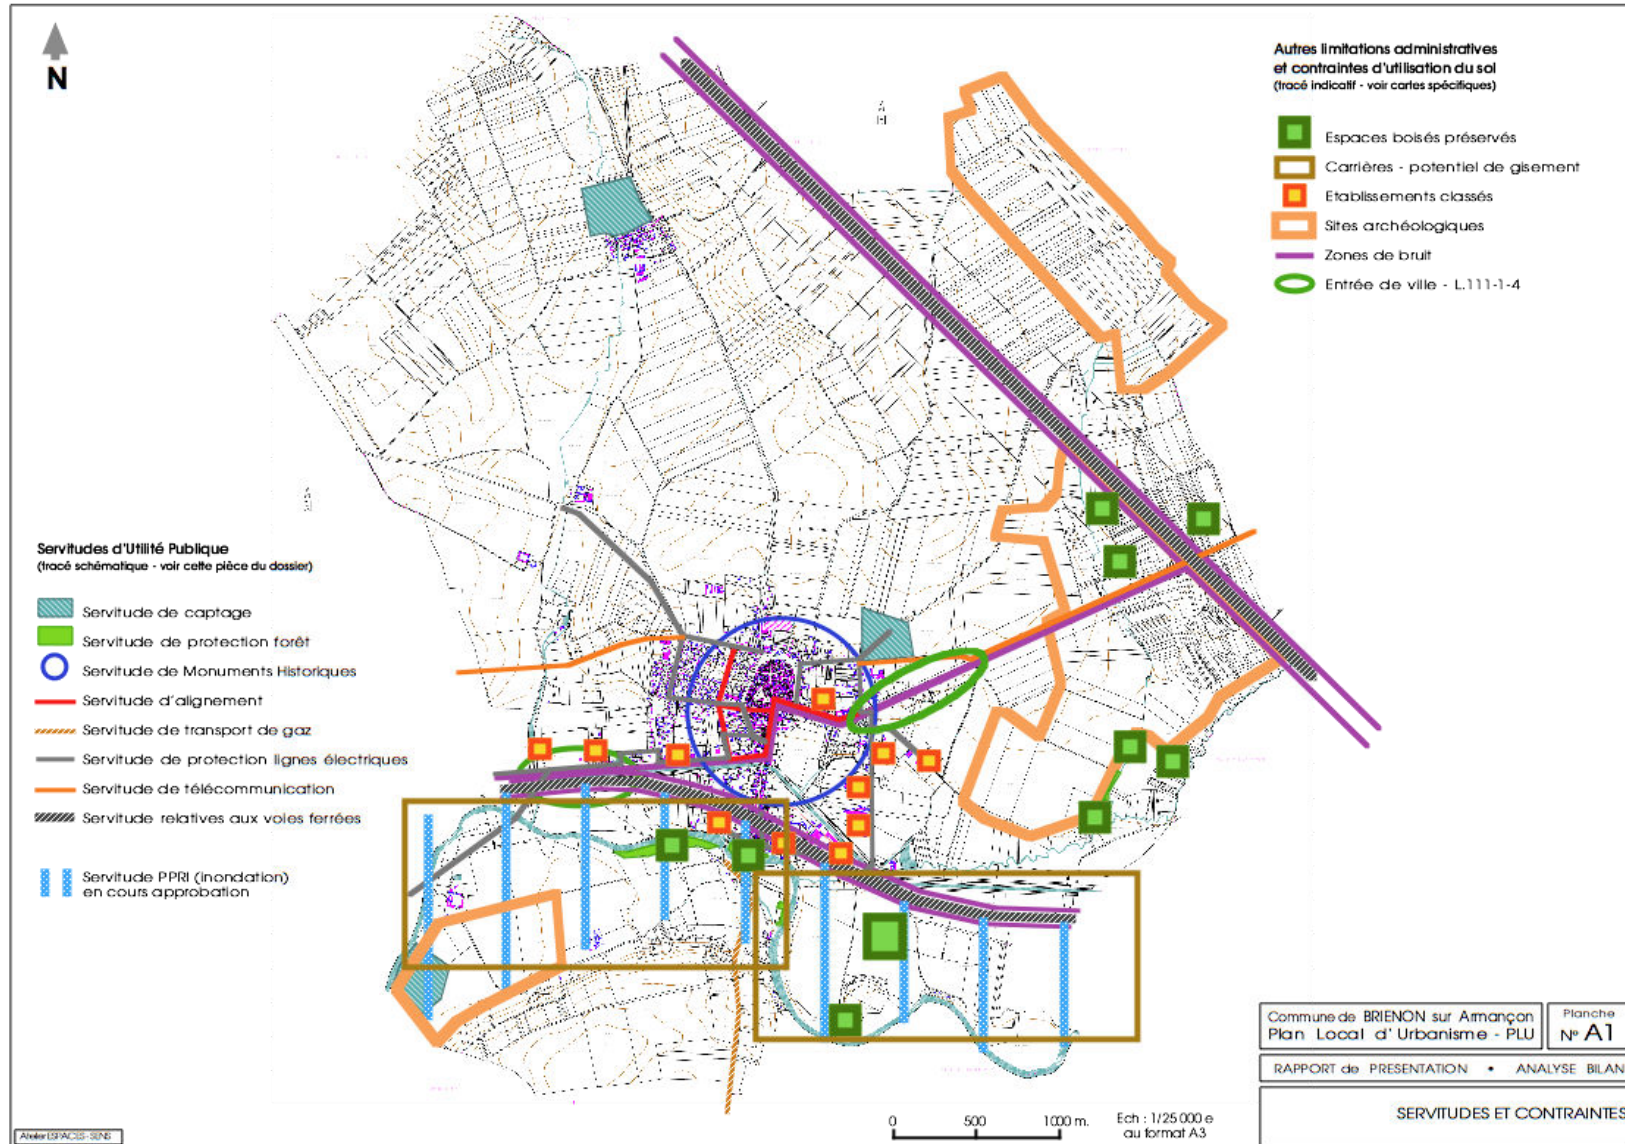 N
Autres limitations administratives
et contraintes d'utilisation du sol
(tracé indicatif - voir cartes spécifiques)
Espaces boisés préservés
Carrières - potentiel de gisement
Etablissements classés
Sites archéologiques
Zones de bruit
Entrée de ville - L.111-1-4
Servitudes d'Utilité Publique
(tracé schématique - voir cette pièce du dossier)
Servitude de captage
Servitude de protection forêt
Servitude de Monuments Historiques
Servitude d'alignement
Servitude de transport de gaz
Servitude de protection lignes électriques
Servitude de télécommunication
Servitude relatives aux voies ferrées
Servitude PPRI (inondation)
en cours approbation
0 500 1000 m.
Ech : 1/25 000 e
au format A3
Commune de BRIENON sur Armançon
Plan Local d'Urbanisme - PLU
Planche
N° A1
RAPPORT de PRESENTATION • ANALYSE BILAN
SERVITUDES ET CONTRAINTES
Atelier ESPACES - SENS